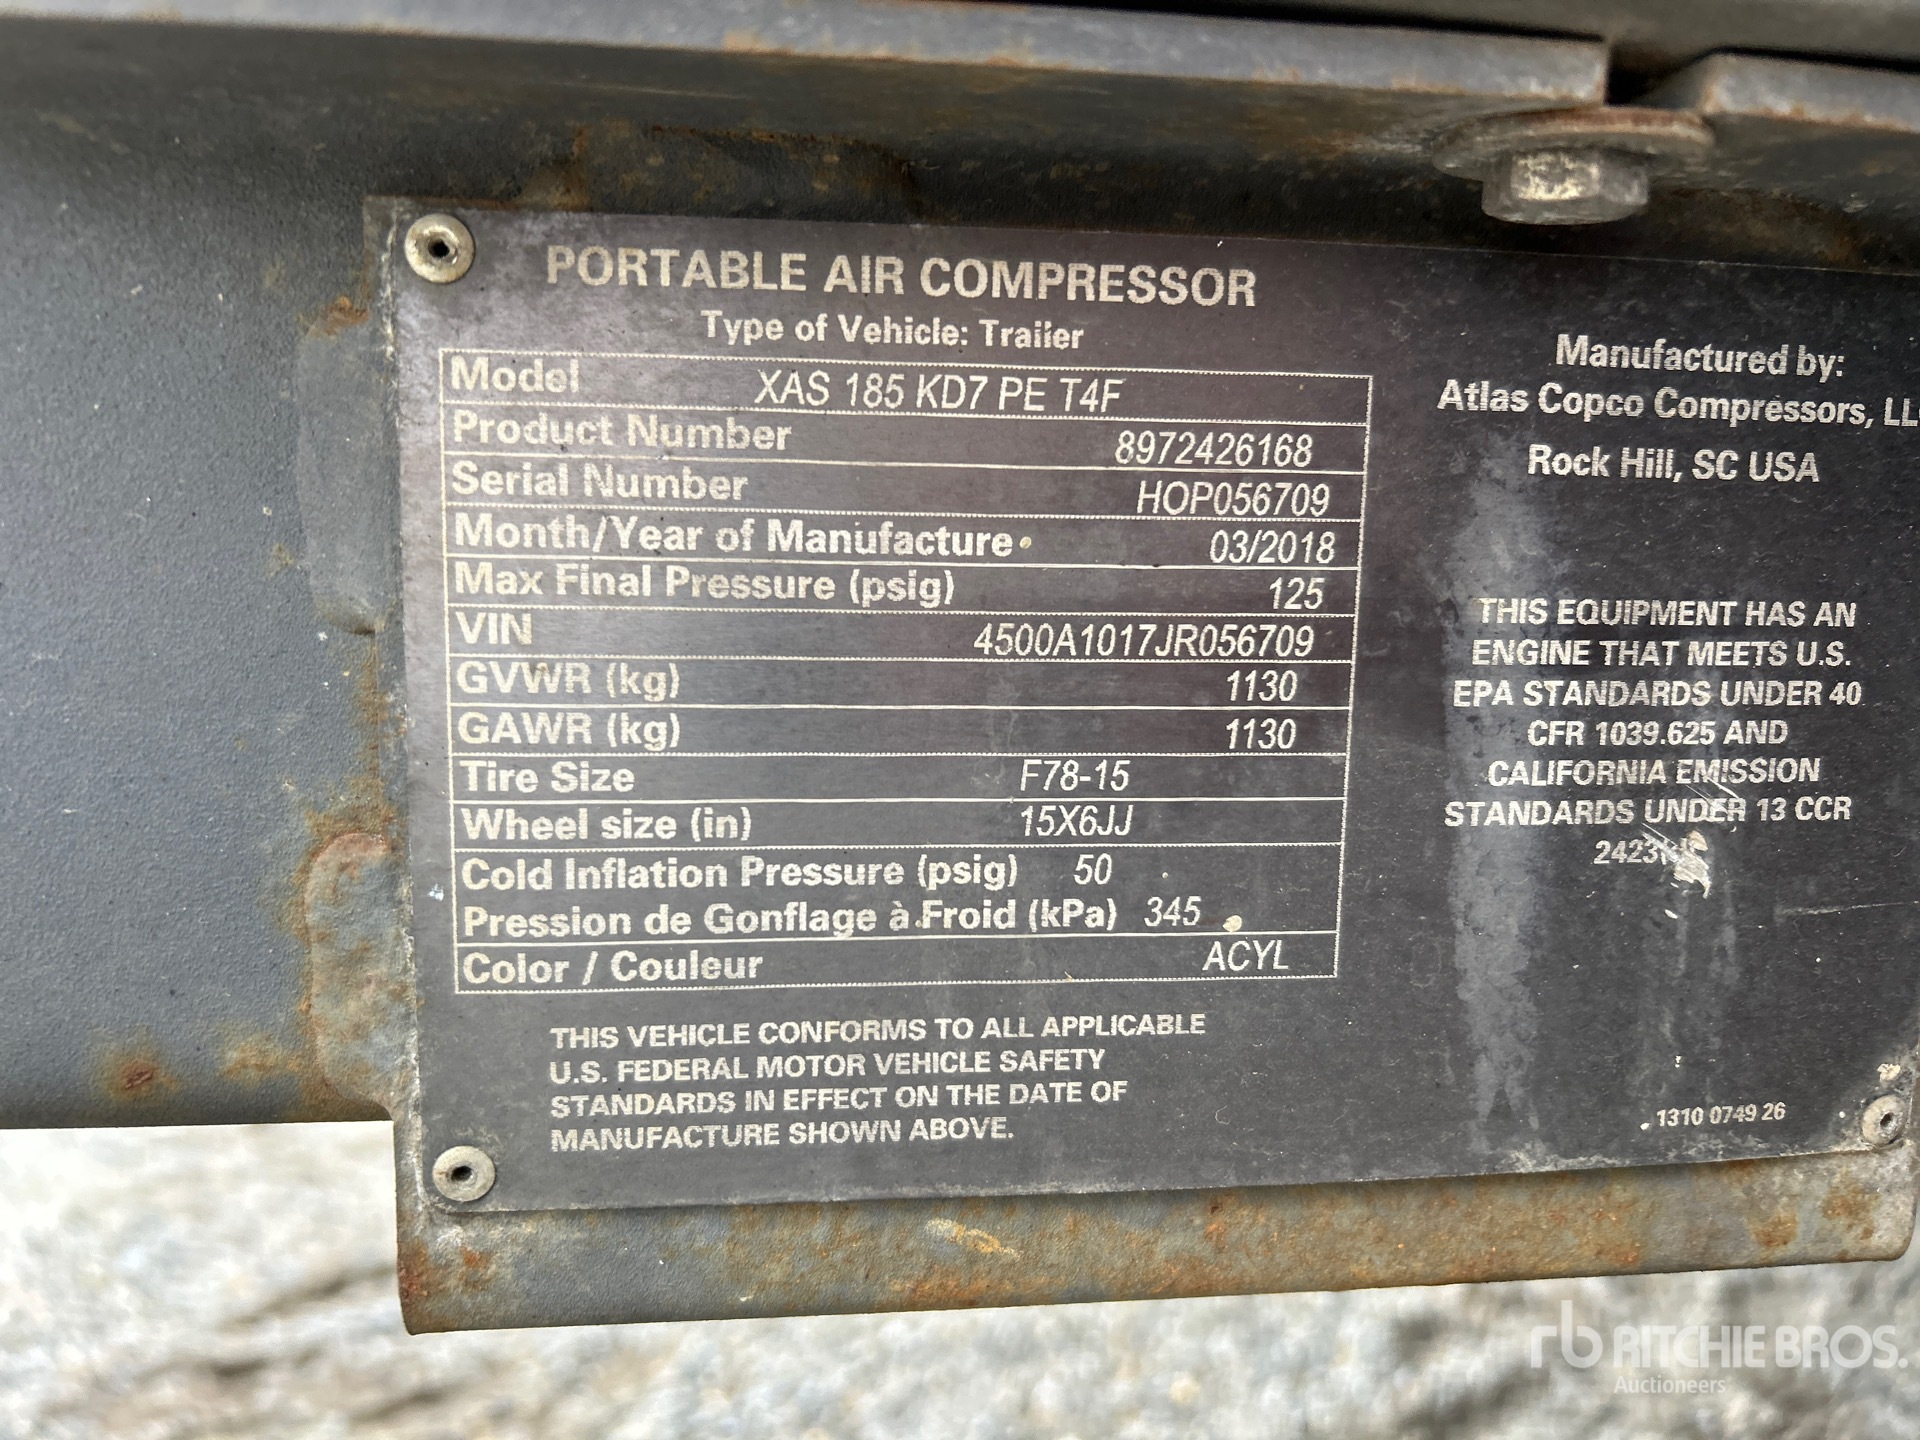 PORTABLE AIR COMPRESSOR
Type of Vehicle: Trailer
Model XAS 185 KD7 PE T4F
Product Number 8972426168
Serial Number HOP056709
Month/Year of Manufacture 03/2018
Max Final Pressure (psig) 125
VIN 4500A1017JR056709
GVWR (kg) 1130
GAWR (kg) 1130
Tire Size F78-15
Wheel size (in) 15X6JJ
Cold Inflation Pressure (psig) 50
Pression de Gonflage à Froid (kPa) 345
Color / Couleur ACYL
THIS VEHICLE CONFORMS TO ALL APPLICABLE
U.S. FEDERAL MOTOR VEHICLE SAFETY
STANDARDS IN EFFECT ON THE DATE OF
MANUFACTURE SHOWN ABOVE.
Manufactured by:
Atlas Copco Compressors,
Rock Hill, SC USA
THIS EQUIPMENT HAS AN
ENGINE THAT MEETS U.S.
EPA STANDARDS UNDER 40
CFR 1039.625 AND
CALIFORNIA EMISSION
STANDARDS UNDER 13 CCR
1310 0749 26
rb RITCHIE BROS.
Auctioneers